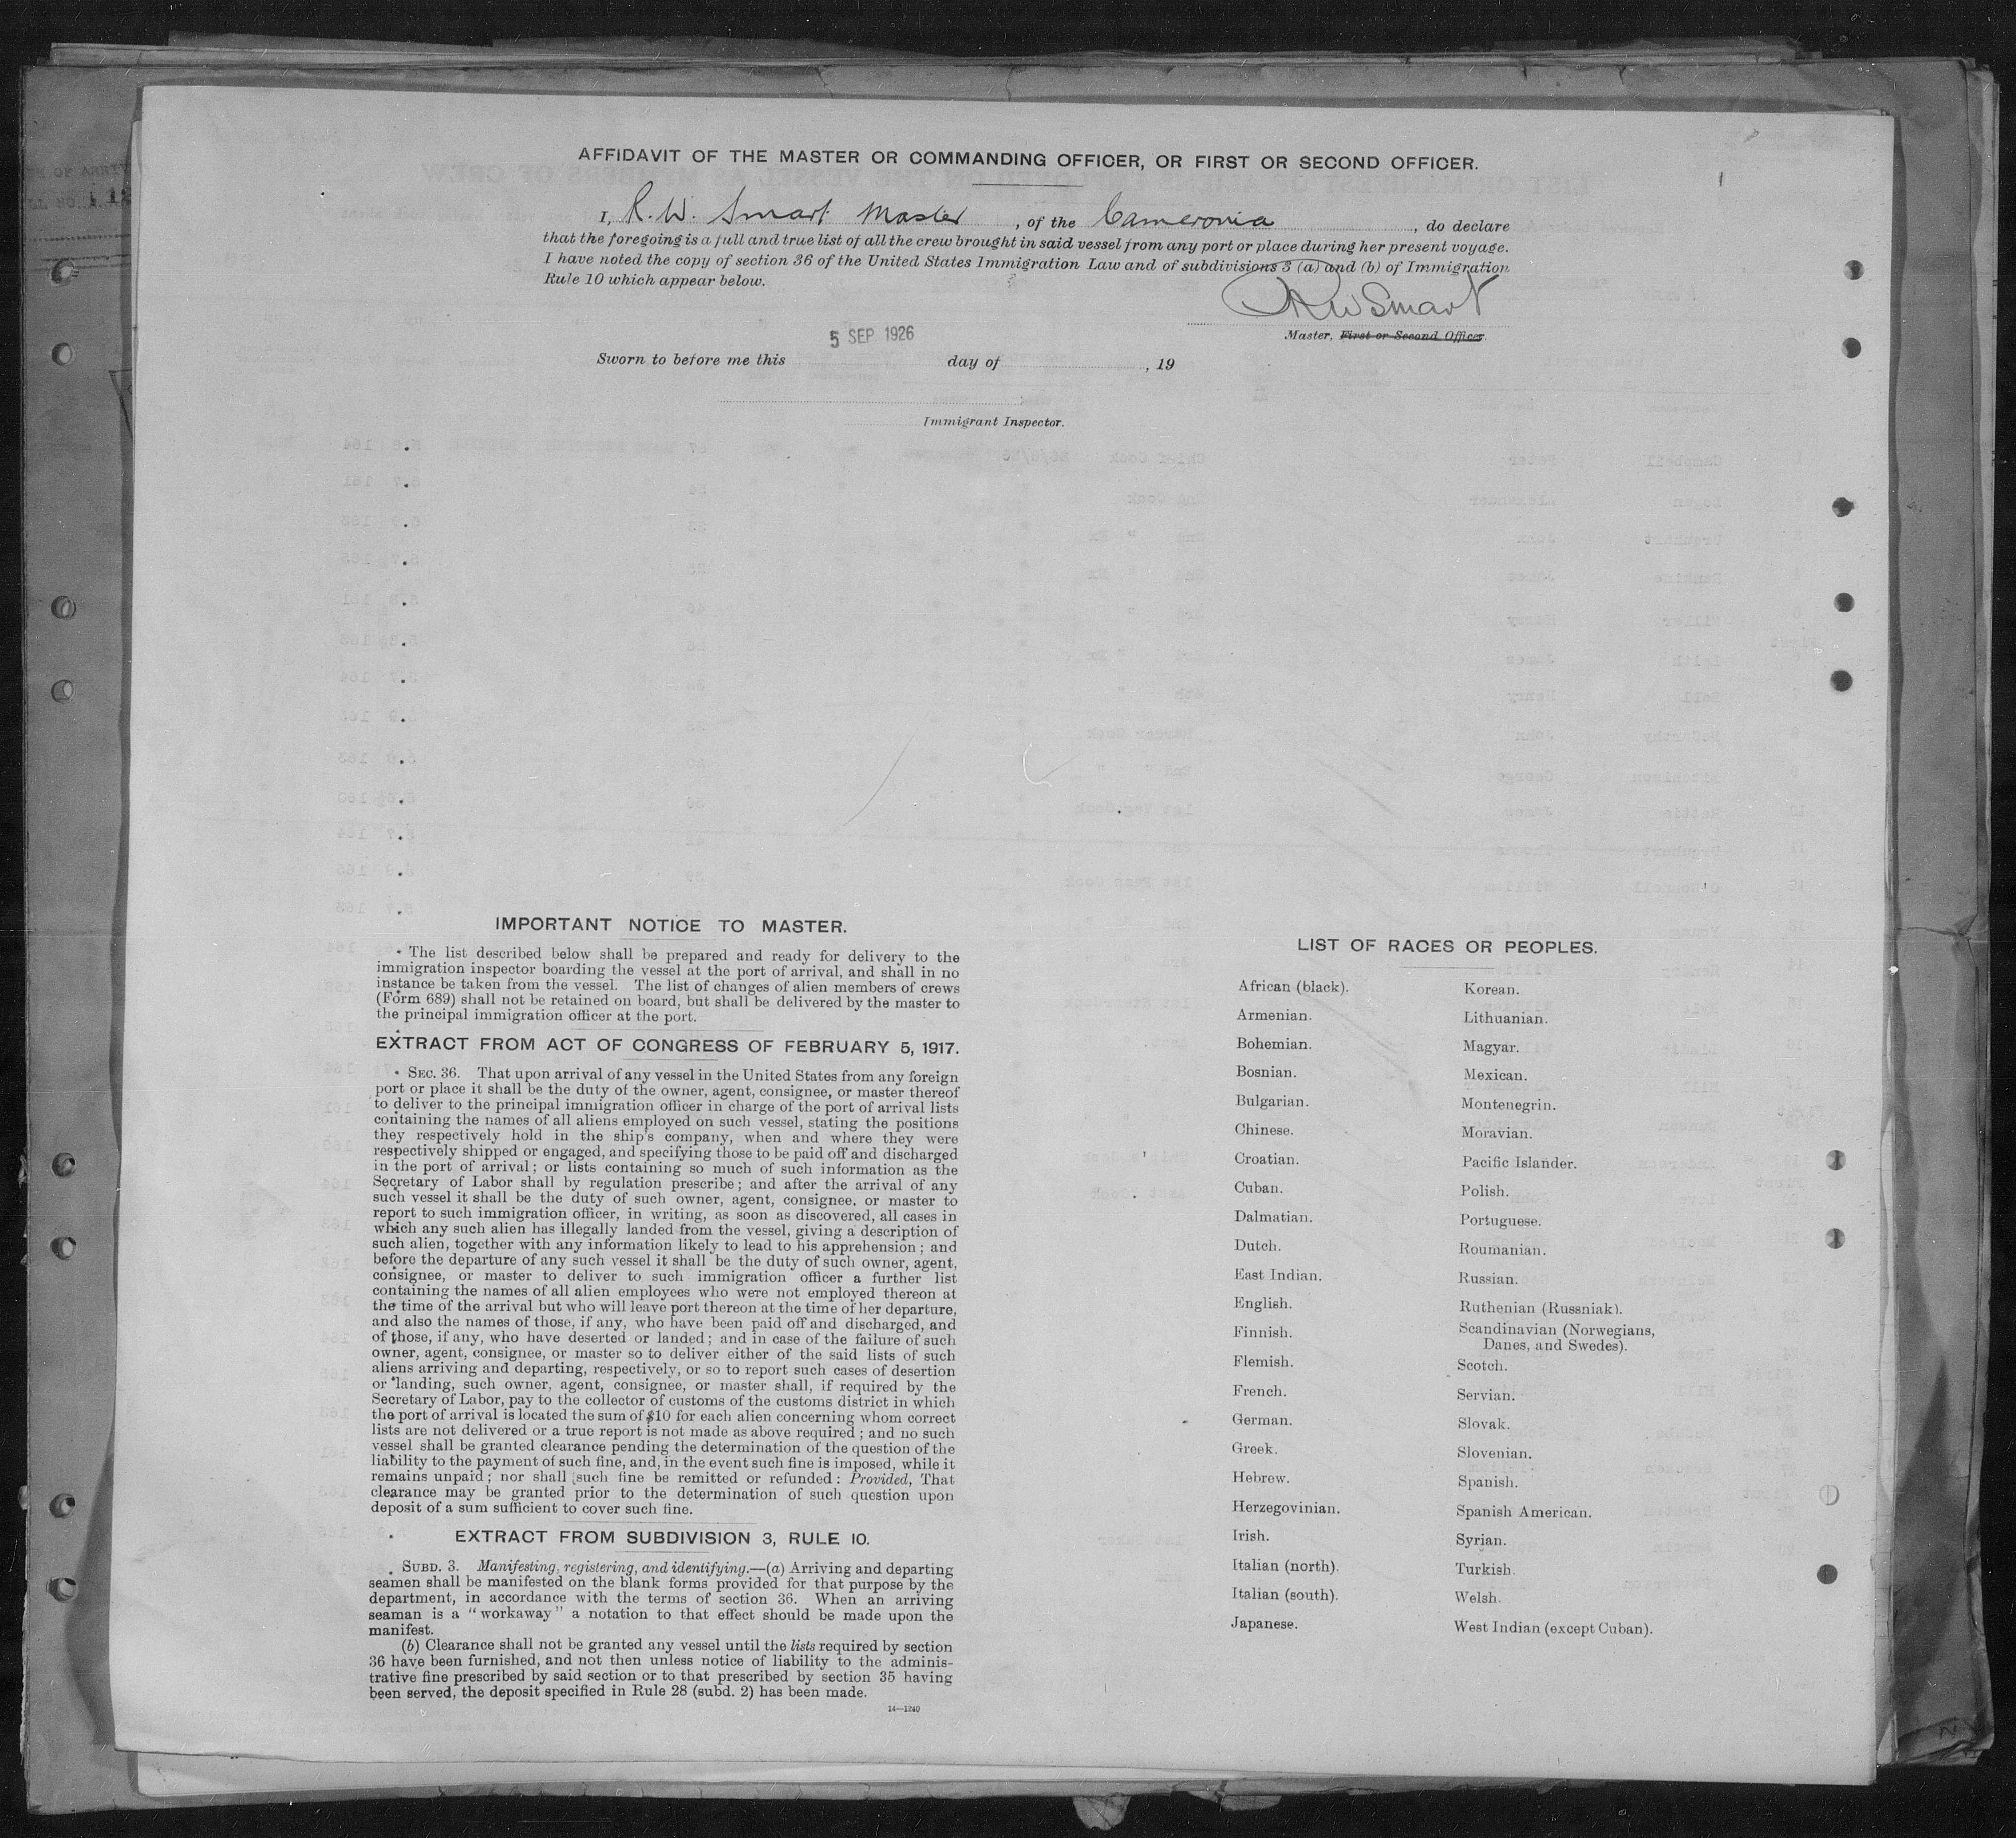 AFFIDAVIT OF THE MASTER OR COMMANDING OFFICER, OR FIRST OR SECOND OFFICER.
I, R. W. Smart Master, of the Cameronia, do declare
that the foregoing is a full and true list of all the crew brought in said vessel from any port or place during her present voyage.
I have noted the copy of section 36 of the United States Immigration Law and of subdivisions 3 (a) and (b) of Immigration
Rule 10 which appear below.
R W Smart
Master, First or Second Officer.
5 SEP 1926
Sworn to before me this day of , 19
Immigrant Inspector.
IMPORTANT NOTICE TO MASTER.
The list described below shall be prepared and ready for delivery to the
immigration inspector boarding the vessel at the port of arrival, and shall in no
instance be taken from the vessel. The list of changes of alien members of crews
(Form 689) shall not be retained on board, but shall be delivered by the master to
the principal immigration officer at the port.
EXTRACT FROM ACT OF CONGRESS OF FEBRUARY 5, 1917.
SEC. 36. That upon arrival of any vessel in the United States from any foreign
port or place it shall be the duty of the owner, agent, consignee, or master thereof
to deliver to the principal immigration officer in charge of the port of arrival lists
containing the names of all aliens employed on such vessel, stating the positions
they respectively hold in the ship's company, when and where they were
respectively shipped or engaged, and specifying those to be paid off and discharged
in the port of arrival; or lists containing so much of such information as the
Secretary of Labor shall by regulation prescribe; and after the arrival of any
such vessel it shall be the duty of such owner, agent, consignee, or master to
report to such immigration officer, in writing, as soon as discovered, all cases in
which any such alien has illegally landed from the vessel, giving a description of
such alien, together with any information likely to lead to his apprehension; and
before the departure of any such vessel it shall be the duty of such owner, agent,
consignee, or master to deliver to such immigration officer a further list
containing the names of all alien employees who were not employed thereon at
the time of the arrival but who will leave port thereon at the time of her departure,
and also the names of those, if any, who have been paid off and discharged, and
of those, if any, who have deserted or landed; and in case of the failure of such
owner, agent, consignee, or master so to deliver either of the said lists of such
aliens arriving and departing, respectively, or so to report such cases of desertion
or landing, such owner, agent, consignee, or master shall, if required by the
Secretary of Labor, pay to the collector of customs of the customs district in which
the port of arrival is located the sum of $10 for each alien concerning whom correct
lists are not delivered or a true report is not made as above required; and no such
vessel shall be granted clearance pending the determination of the question of the
liability to the payment of such fine, and, in the event such fine is imposed, while it
remains unpaid; nor shall such fine be remitted or refunded: Provided, That
clearance may be granted prior to the determination of such question upon
deposit of a sum sufficient to cover such fine.
EXTRACT FROM SUBDIVISION 3, RULE 10.
SUBD. 3. Manifesting, registering, and identifying.—(a) Arriving and departing
seamen shall be manifested on the blank forms provided for that purpose by the
department, in accordance with the terms of section 36. When an arriving
seaman is a "workaway" a notation to that effect should be made upon the
manifest.
(b) Clearance shall not be granted any vessel until the lists required by section
36 have been furnished, and not then unless notice of liability to the adminis-
trative fine prescribed by said section or to that prescribed by section 35 having
been served, the deposit specified in Rule 28 (subd. 2) has been made.
14—1240
LIST OF RACES OR PEOPLES.
African (black).
Armenian.
Bohemian.
Bosnian.
Bulgarian.
Chinese.
Croatian.
Cuban.
Dalmatian.
Dutch.
East Indian.
English.
Finnish.
Flemish.
French.
German.
Greek.
Hebrew.
Herzegovinian.
Irish.
Italian (north).
Italian (south).
Japanese.
Korean.
Lithuanian.
Magyar.
Mexican.
Montenegrin.
Moravian.
Pacific Islander.
Polish.
Portuguese.
Roumanian.
Russian.
Ruthenian (Russniak).
Scandinavian (Norwegians,
Danes, and Swedes).
Scotch.
Servian.
Slovak.
Slovenian.
Spanish.
Spanish American.
Syrian.
Turkish.
Welsh.
West Indian (except Cuban).